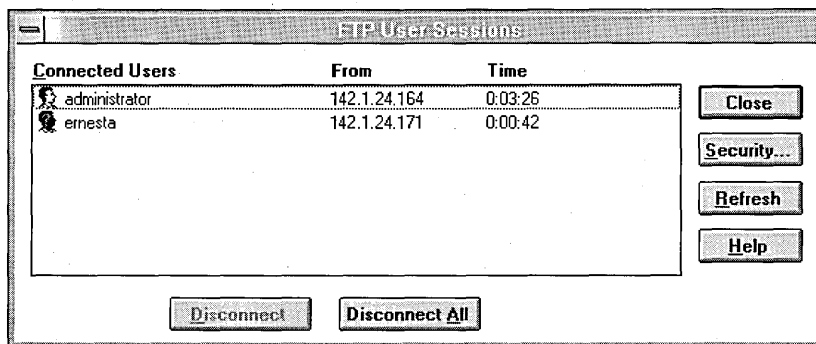 FTP User Sessions
Connected Users From Time
administrator 142.1.24.164 0:03:26
ernesta 142.1.24.171 0:00:42
Close
Security...
Refresh
Help
Disconnect Disconnect All